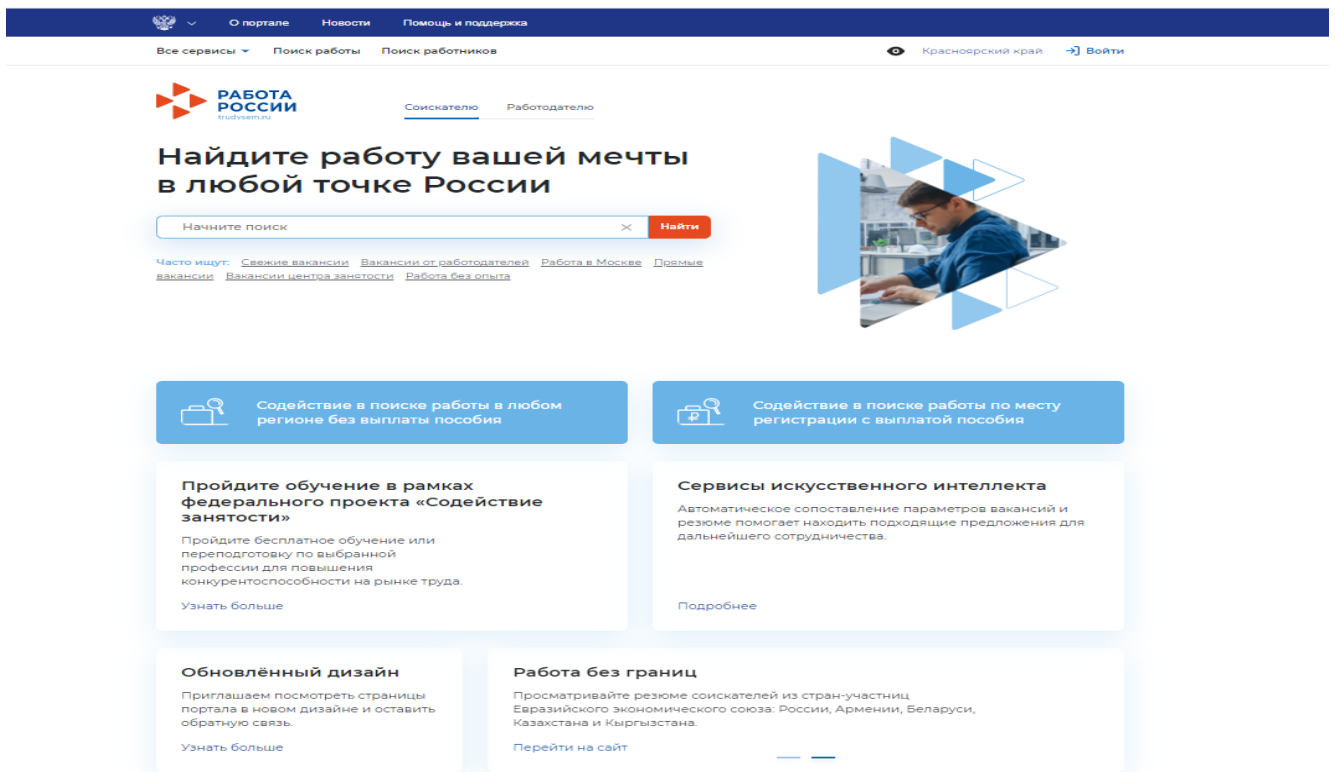 О портале Новости Помощь и поддержка
Все сервисы Поиск работы Поиск работников Красноярский край Войти
РАБОТА
РОССИИ
trudvsem.ru
Соискателю Работодателю
Найдите работу вашей мечты
в любой точке России
Начните поиск Найти
Часто ищут: Свежие вакансии Вакансии от работодателей Работа в Москве Прямые
вакансии Вакансии центра занятости Работа без опыта
Содействие в поиске работы в любом
регионе без выплаты пособия
Содействие в поиске работы по месту
регистрации с выплатой пособия
Пройдите обучение в рамках
федерального проекта «Содействие
занятости»
Пройдите бесплатное обучение или
переподготовку по выбранной
профессии для повышения
конкурентоспособности на рынке труда.
Узнать больше
Сервисы искусственного интеллекта
Автоматическое сопоставление параметров вакансий и
резюме помогает находить подходящие предложения для
дальнейшего сотрудничества.
Подробнее
Обновлённый дизайн
Приглашаем посмотреть страницы
портала в новом дизайне и оставить
обратную связь.
Узнать больше
Работа без границ
Просматривайте резюме соискателей из стран-участниц
Евразийского экономического союза: России, Армении, Беларуси,
Казахстана и Кыргызстана.
Перейти на сайт